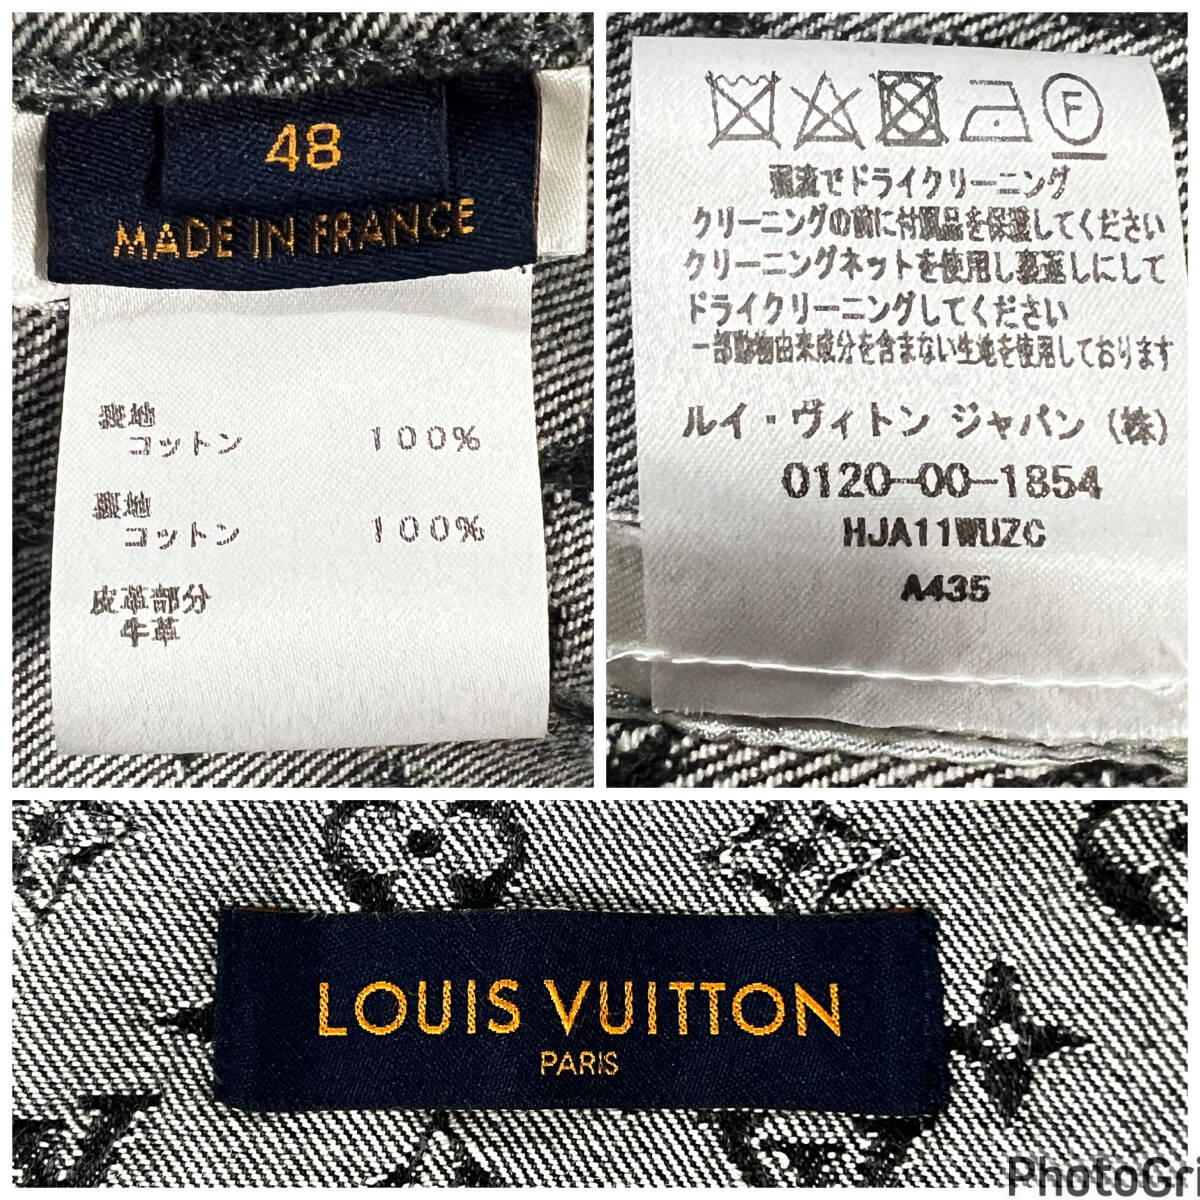 48
MADE IN FRANCE
表地
コットン 100%
裏地
コットン 100%
皮革部分
牛革
F
弱流でドライクリーニング
クリーニングの前に付属品を保護してください
クリーニングネットを使用し裏返しにして
ドライクリーニングしてください
一部動物由来成分を含まない生地を使用しております
ルイ・ヴィトン ジャパン (株)
0120-00-1854
HJA11WUZC
A435
LOUIS VUITTON
PARIS
PhotoGri